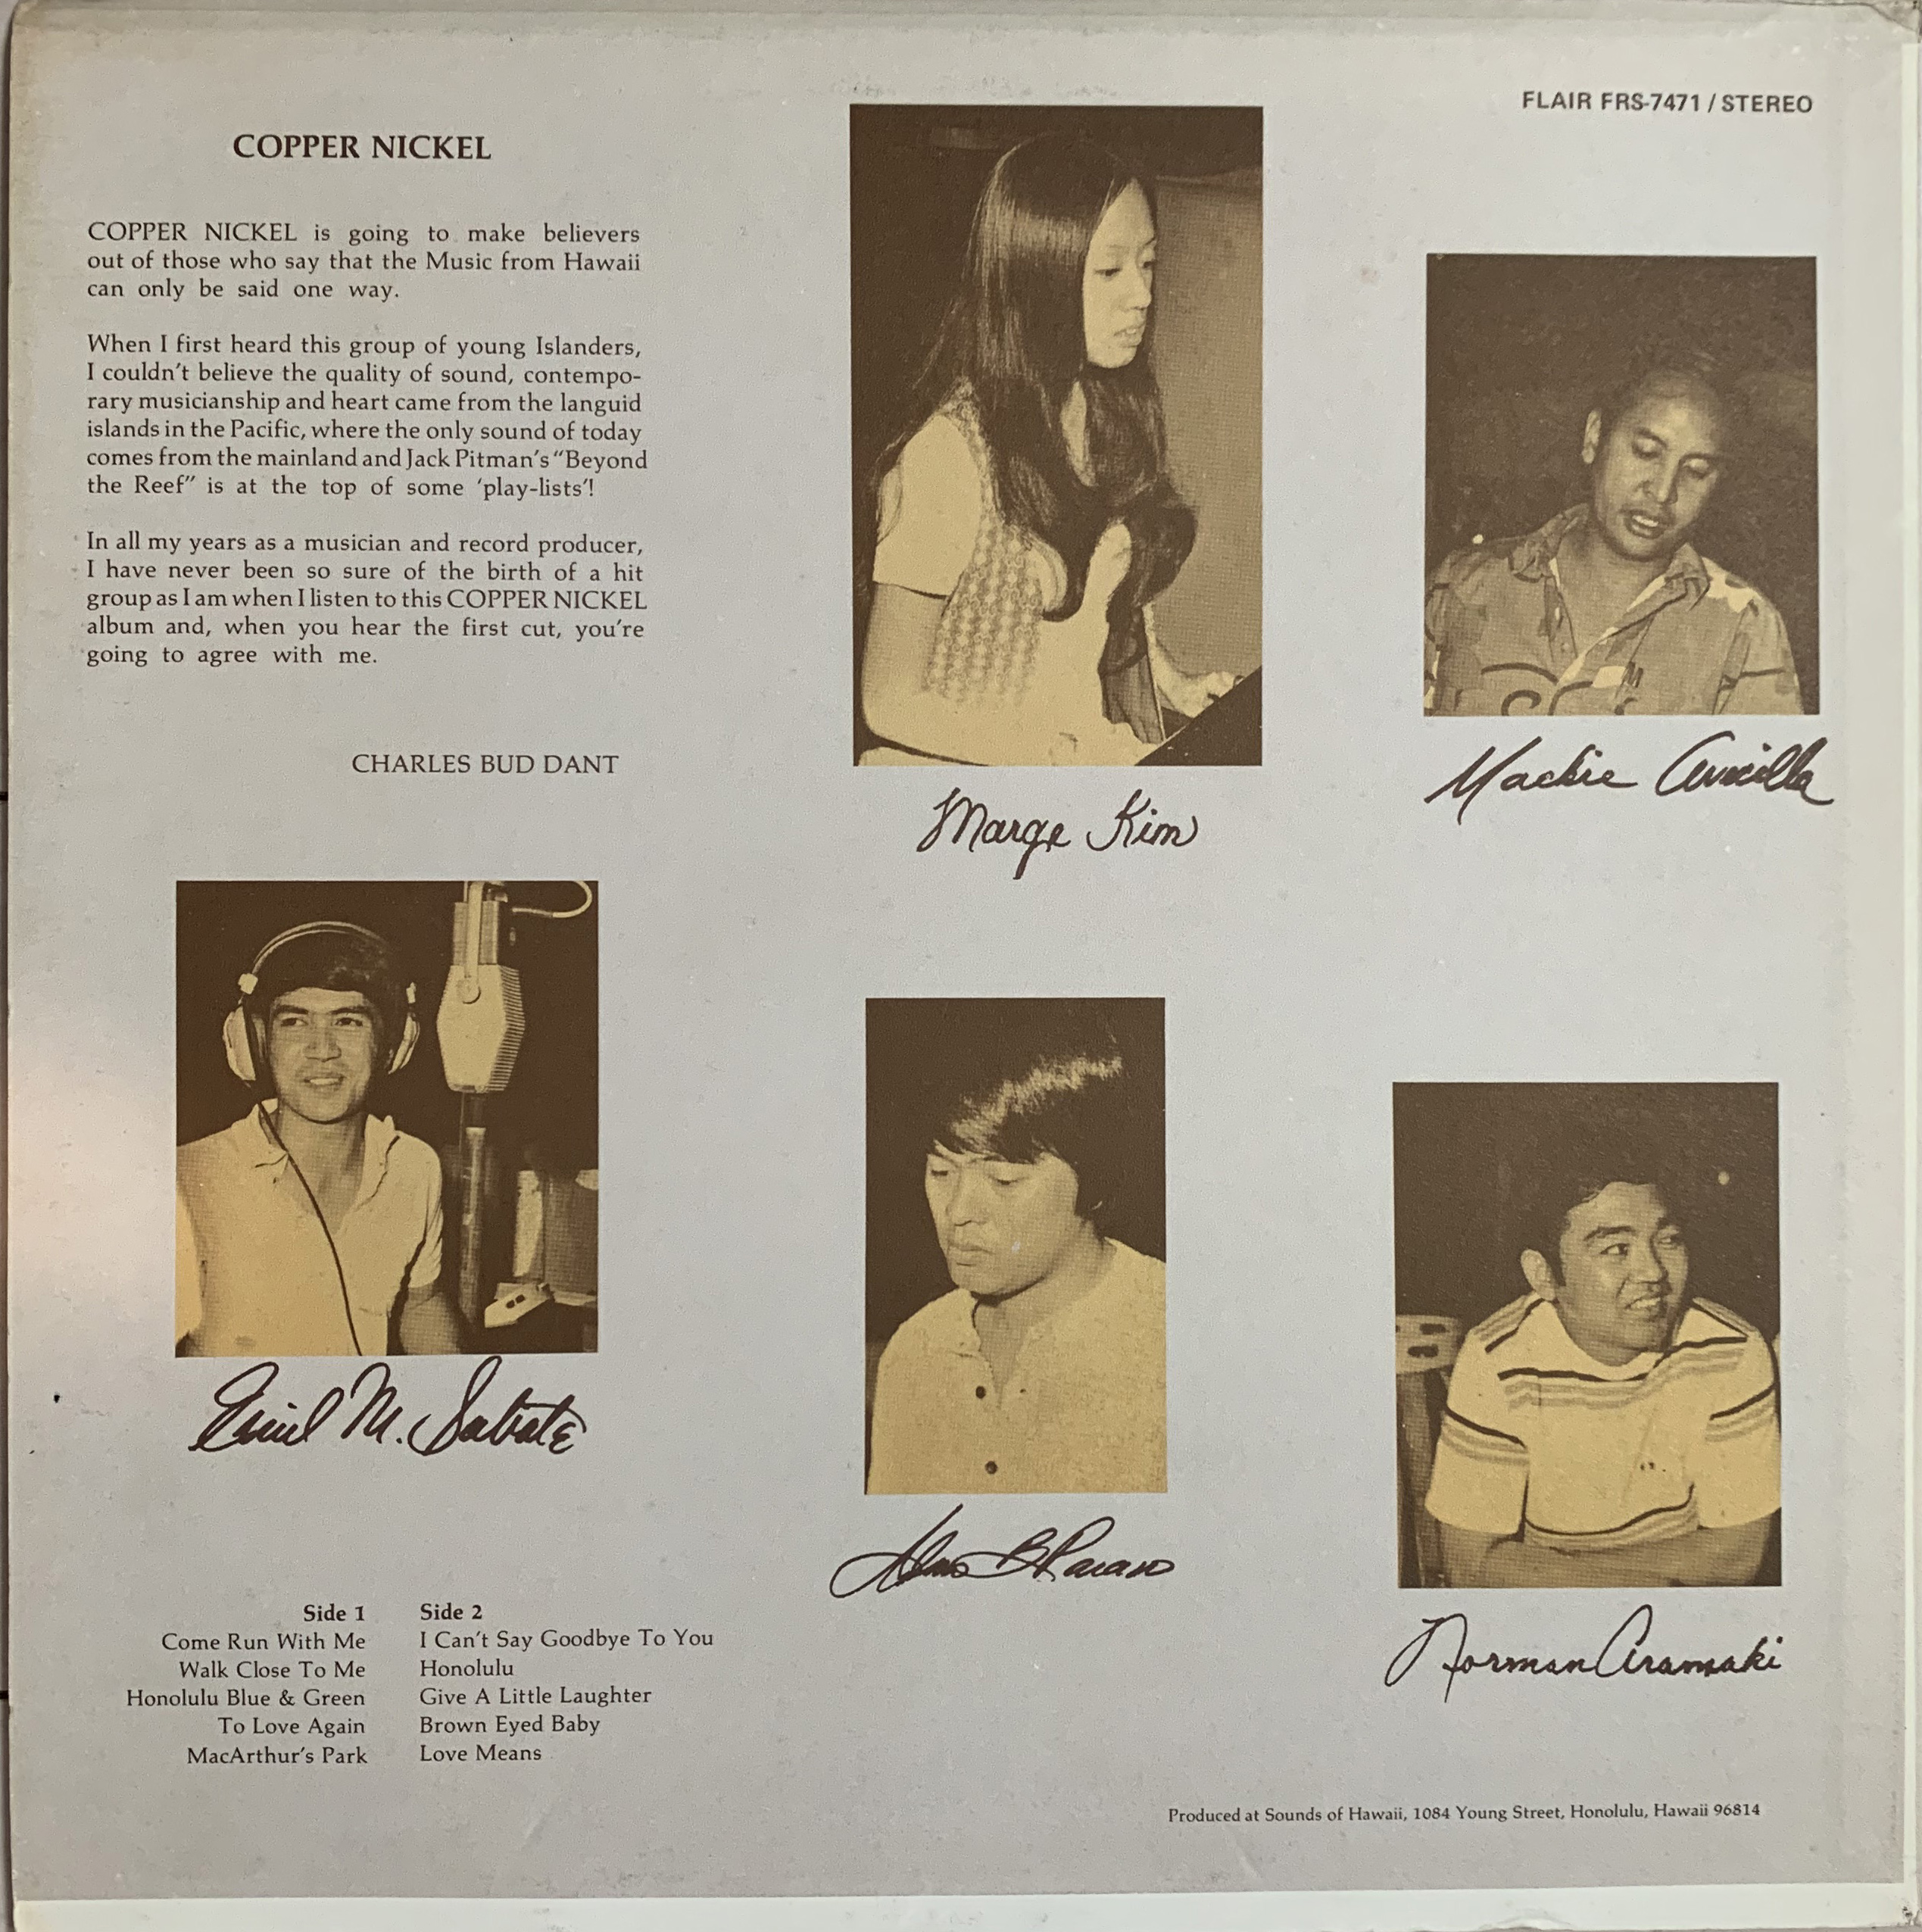 FLAIR FRS-7471 / STEREO
COPPER NICKEL
COPPER NICKEL is going to make believers
out of those who say that the Music from Hawaii
can only be said one way.
When I first heard this group of young Islanders,
I couldn't believe the quality of sound, contempo-
rary musicianship and heart came from the languid
islands in the Pacific, where the only sound of today
comes from the mainland and Jack Pitman's "Beyond
the Reef" is at the top of some 'play-lists'!
In all my years as a musician and record producer,
I have never been so sure of the birth of a hit
group as I am when I listen to this COPPER NICKEL
album and, when you hear the first cut, you're
going to agree with me.
CHARLES BUD DANT
Marge Kim
Mackie
M.
B
Norman Aramaki
Side 1
Come Run With Me
Walk Close To Me
Honolulu Blue & Green
To Love Again
MacArthur's Park
Side 2
I Can't Say Goodbye To You
Honolulu
Give A Little Laughter
Brown Eyed Baby
Love Means
Produced at Sounds of Hawaii, 1084 Young Street, Honolulu, Hawaii 96814